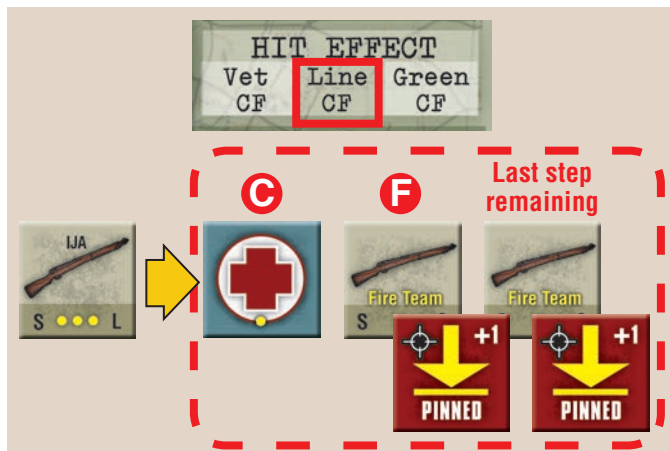 HIT EFFECT
Vet Line Green
CF CF CF
C F Last step
remaining
IJA
S L
Fire Team
S
Fire Team
+1
PINNED
+1
PINNED